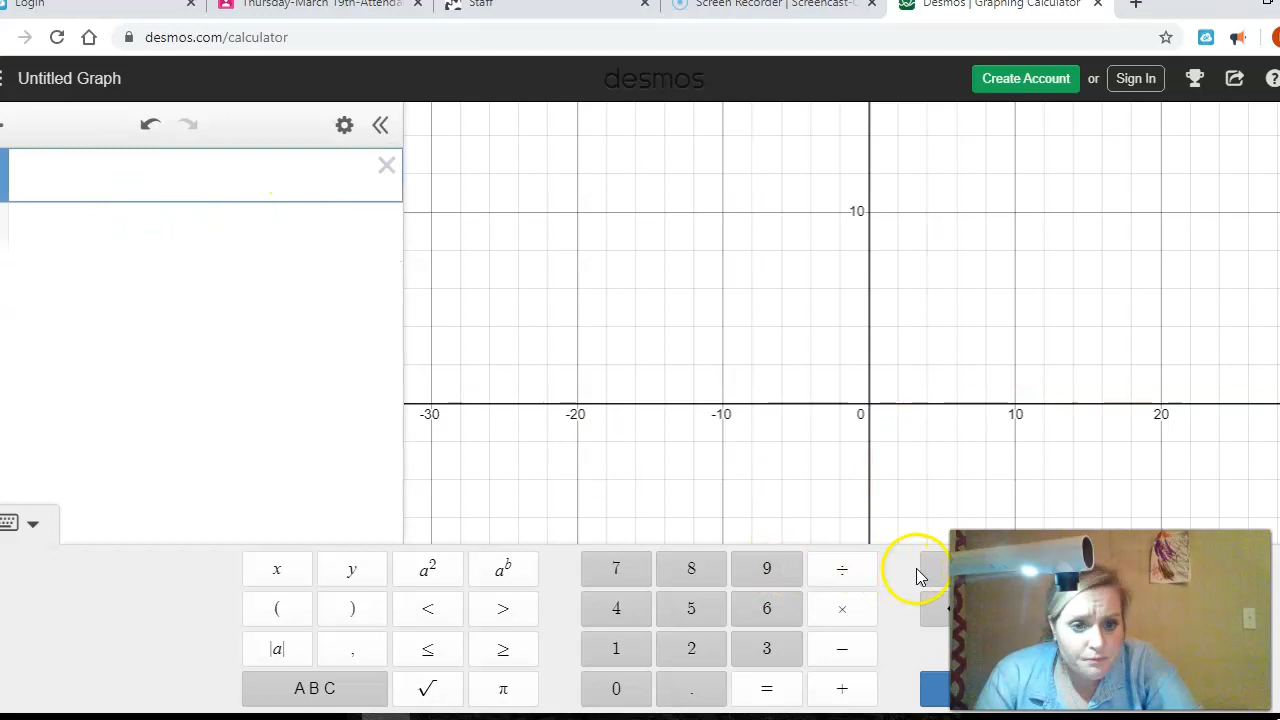 Login
Thursday-March 19th-Attenda
Staff
Screen Recorder | Screencast-O
Desmos | Graphing Calculator
desmos.com/calculator
Untitled Graph
desmos
Create Account or Sign In
?
10
-30 -20 -10 0 10 20
x y a² aᵇ 7 8 9 ÷
( ) < > 4 5 6 ×
|a| , ≤ ≥ 1 2 3 −
A B C √ π 0 . = +